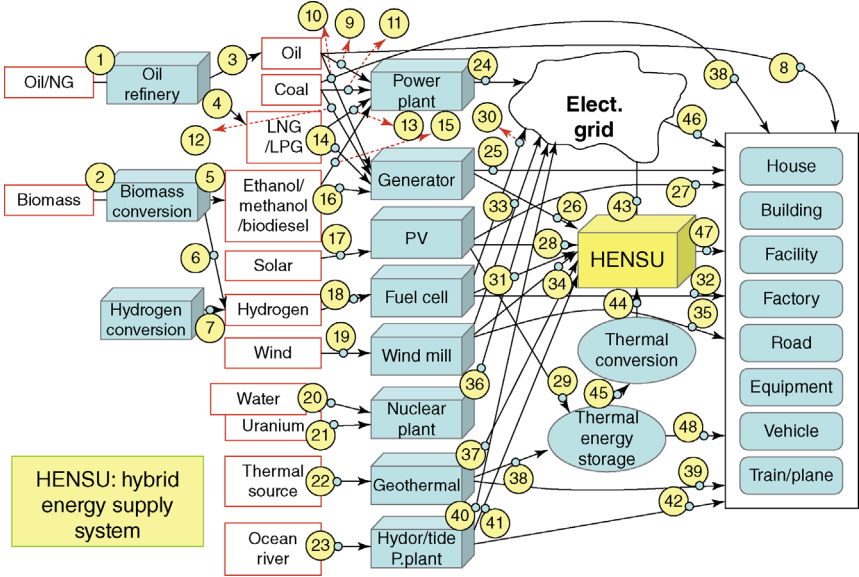 10
9
11
1
3
Oil
24
38
8
Oil/NG
Oil
refinery
Coal
Power
plant
Elect.
grid
4
LNG
/LPG
12
14
13
15
30
46
2
5
25
House
Biomass
Biomass
conversion
Ethanol/
methanol
/biodiesel
16
Generator
33
26
43
27
Building
17
PV
28
HENSU
47
Facility
6
Solar
18
31
34
32
Factory
Hydrogen
conversion
7
Hydrogen
Fuel cell
44
35
19
Road
Wind
Wind mill
Thermal
conversion
36
29
45
Equipment
Water
20
Uranium
21
Nuclear
plant
Thermal
energy
storage
48
Vehicle
37
HENSU: hybrid
energy supply
system
Thermal
source
22
Geothermal
38
39
Train/plane
40
41
42
Ocean
river
23
Hydor/tide
P.plant